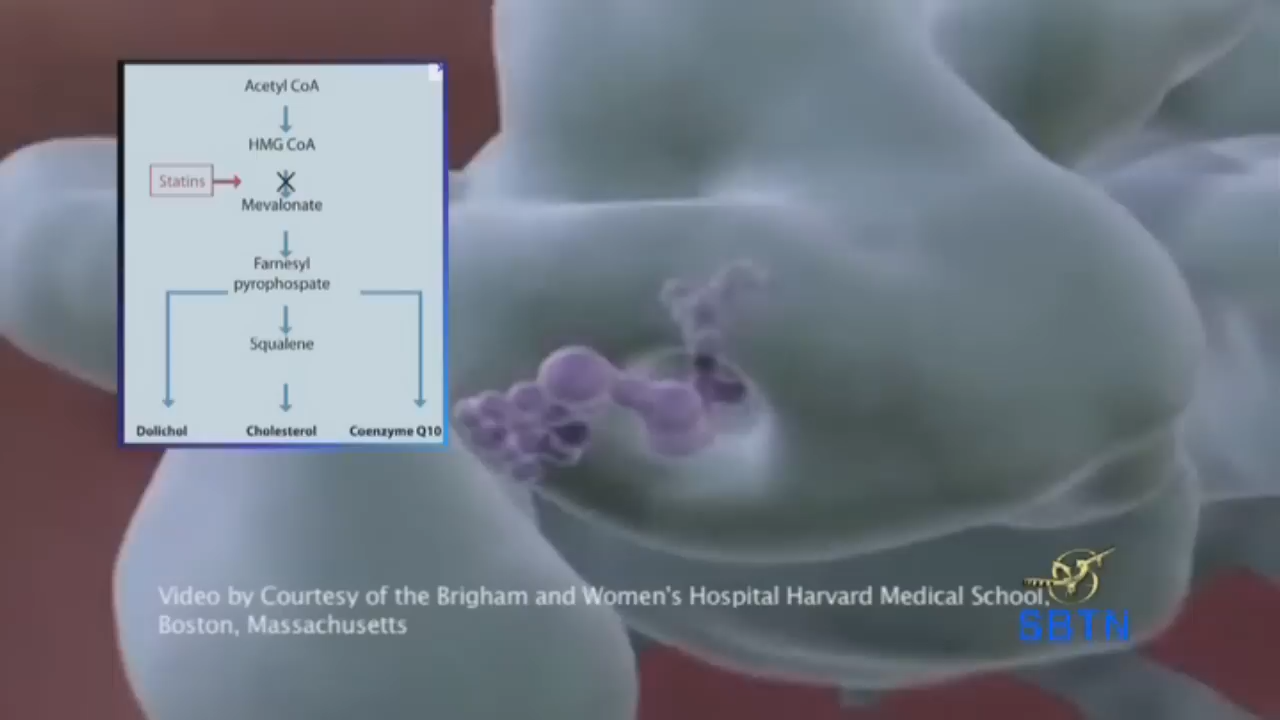 Acetyl CoA
HMG CoA
Statins
Mevalonate
Farnesyl
pyrophospate
Squalene
Dolichol Cholesterol Coenzyme Q10
Video by Courtesy of the Brigham and Women's Hospital Harvard Medical School,
Boston, Massachusetts
SBTN